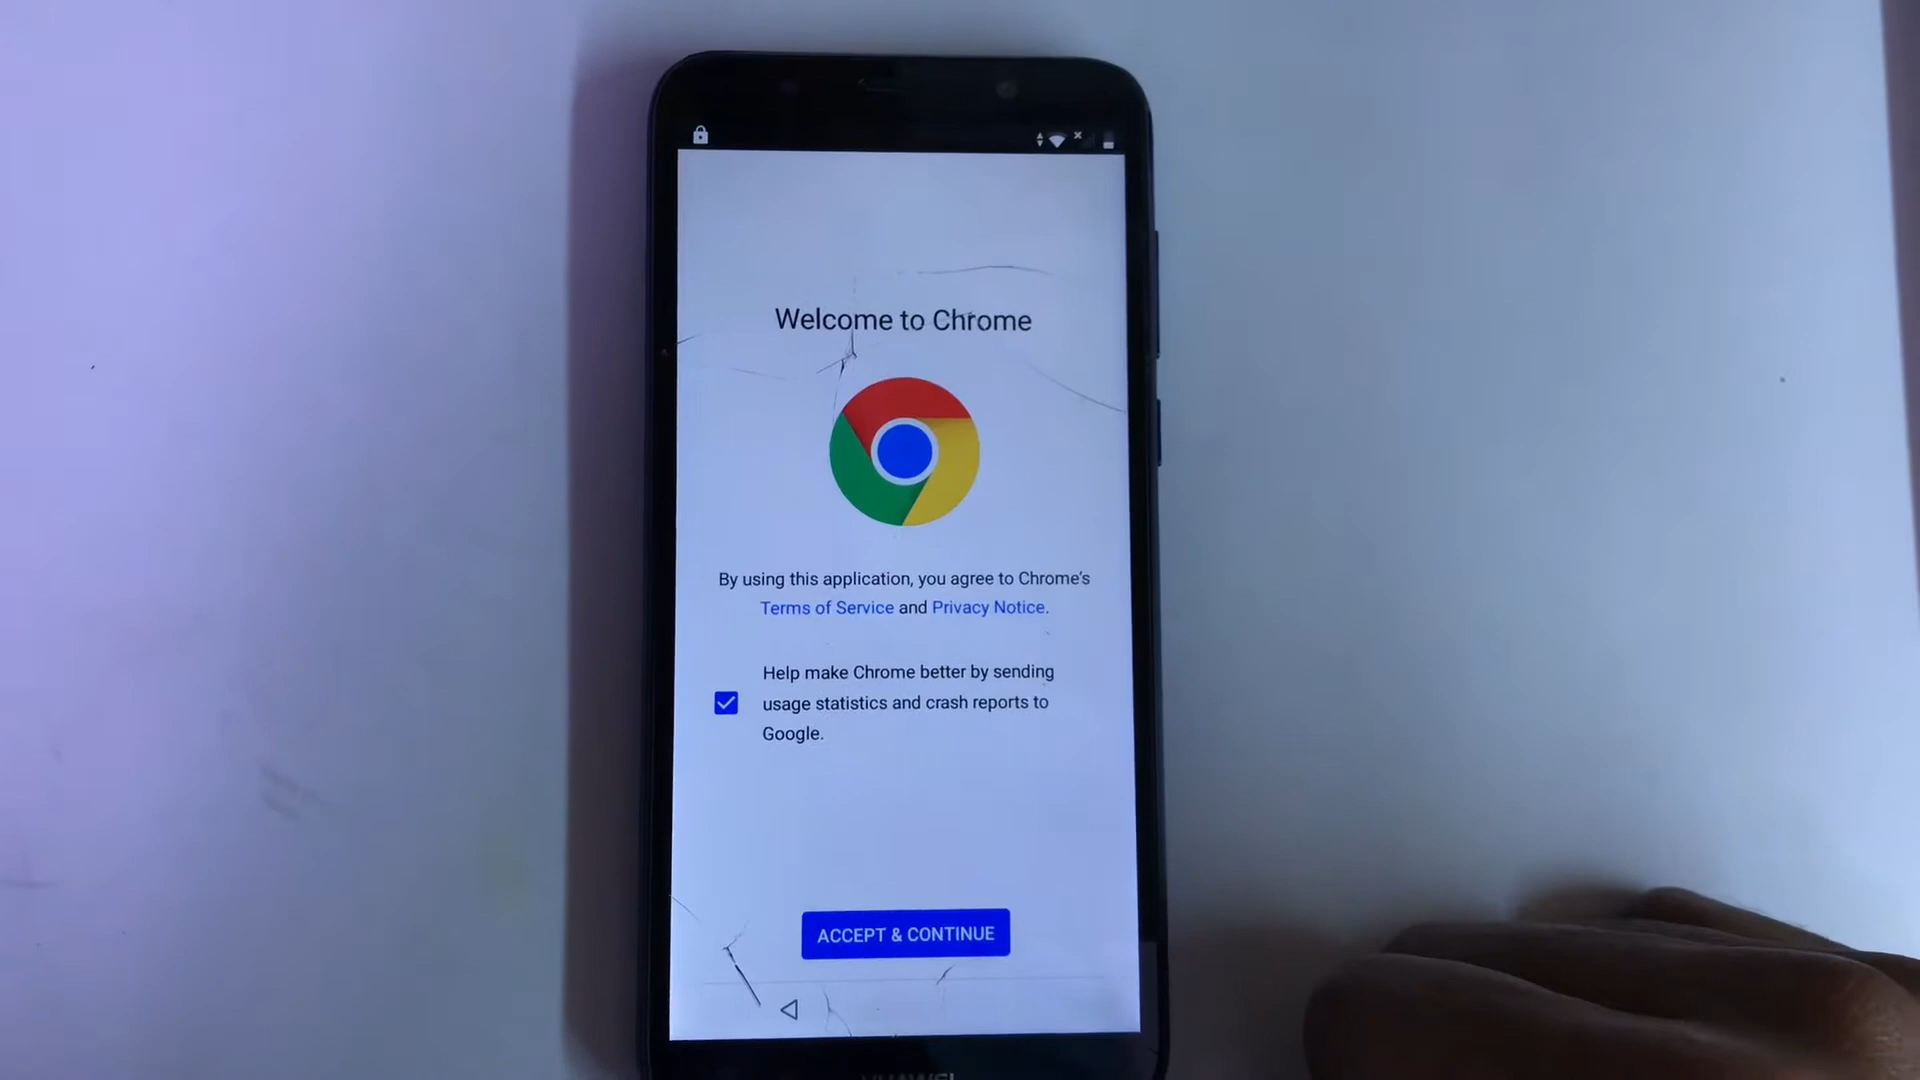 Welcome to Chrome
By using this application, you agree to Chrome's
Terms of Service and Privacy Notice.
Help make Chrome better by sending
usage statistics and crash reports to
Google.
ACCEPT & CONTINUE
HUAWEI